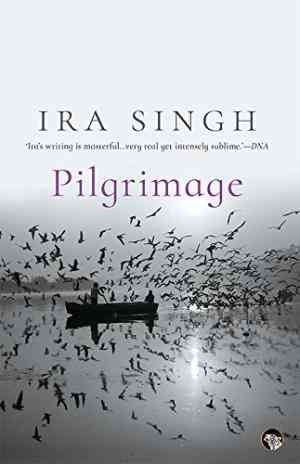 IRA SINGH
‘Ira’s writing is masterful...very real yet intensely sublime.’—DNA
Pilgrimage